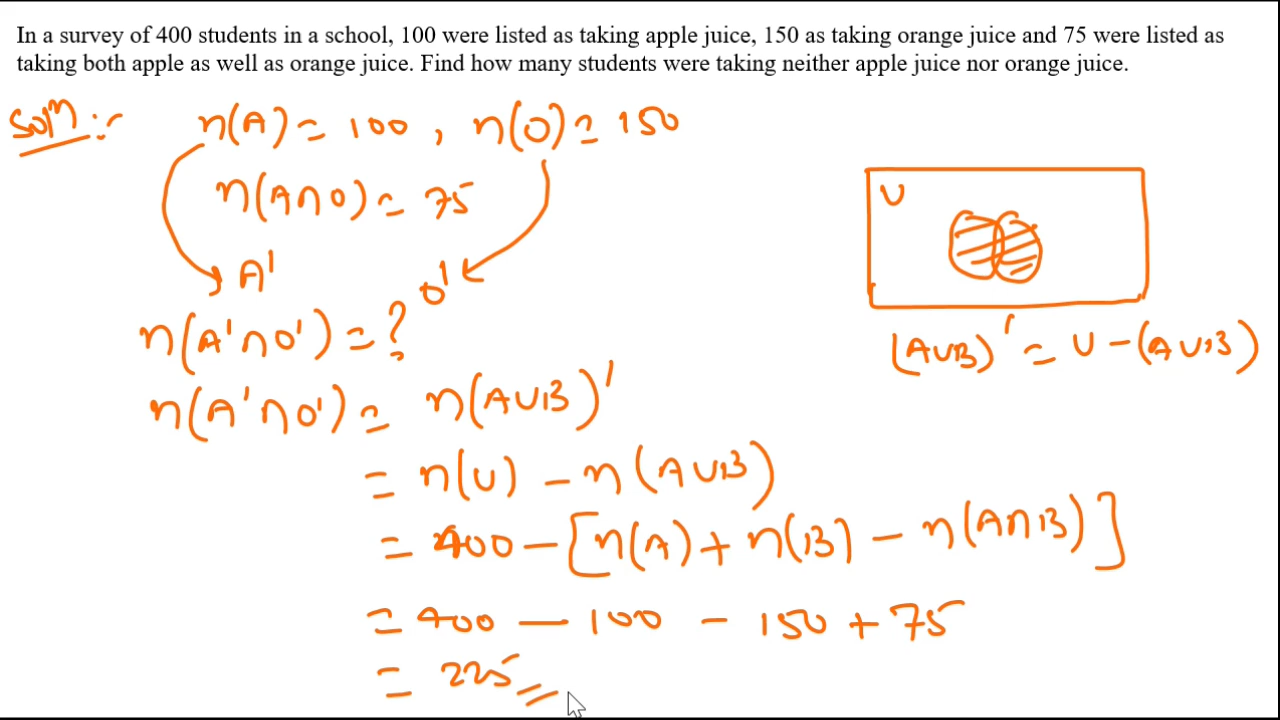 In a survey of 400 students in a school, 100 were listed as taking apple juice, 150 as taking orange juice and 75 were listed as
taking both apple as well as orange juice. Find how many students were taking neither apple juice nor orange juice.
Soln:- n(A) = 100, n(O) = 150
n(A∩O) = 75
A' O'
n(A'∩O') = ?
n(A'∩O') = n(A∪B)'
= n(U) - n(A∪B)
= 400 - [n(A) + n(B) - n(A∩B)]
= 400 - 100 - 150 + 75
= 225
U
(A∪B)' = U - (A∪B)